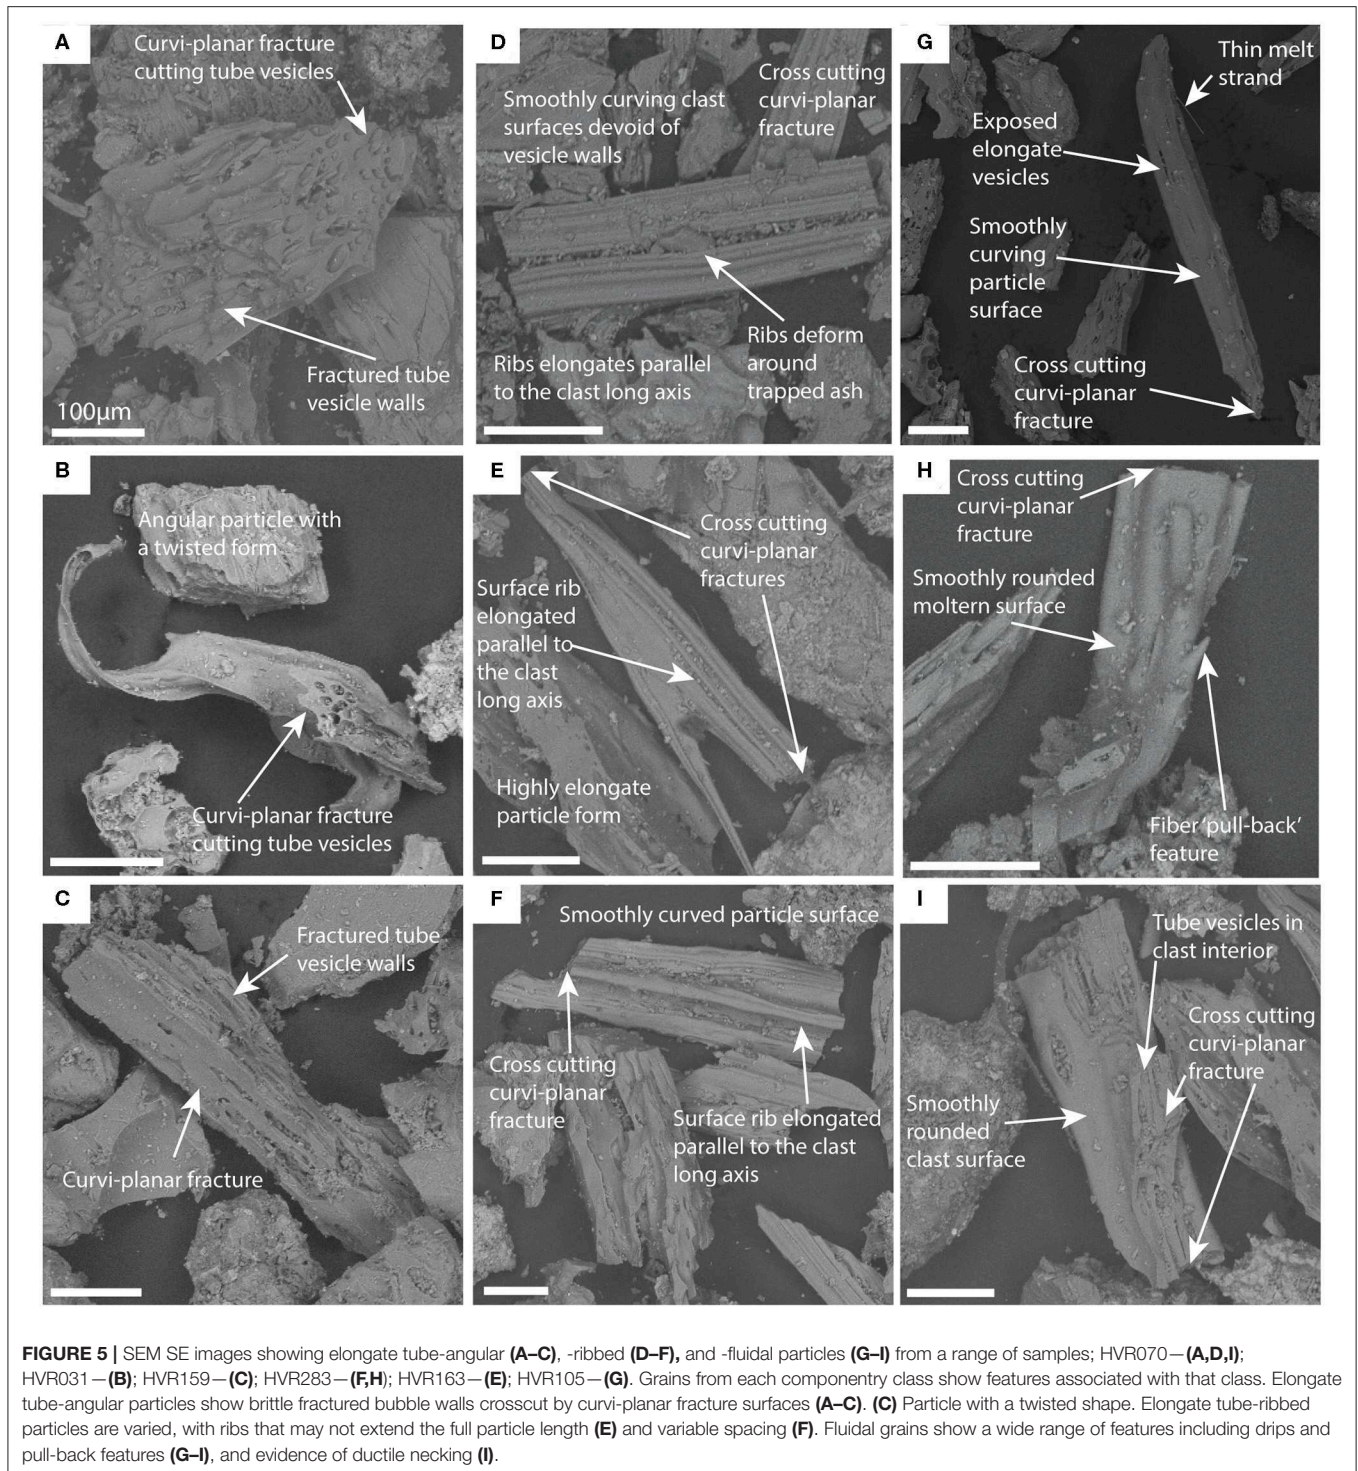 A
Curvi-planar fracture
cutting tube vesicles
Fractured tube
vesicle walls
100µm
D
Smoothly curving clast
surfaces devoid of
vesicle walls
Cross cutting
curvi-planar
fracture
Ribs elongates parallel
to the clast long axis
Ribs deform
around
trapped ash
G
Thin melt
strand
Exposed
elongate
vesicles
Smoothly
curving
particle
surface
Cross cutting
curvi-planar
fracture
B
Angular particle with
a twisted form
Curvi-planar fracture
cutting tube vesicles
E
Cross cutting
curvi-planar
fractures
Surface rib
elongated
parallel to
the clast
long axis
Highly elongate
particle form
H
Cross cutting
curvi-planar
fracture
Smoothly rounded
moltern surface
Fiber 'pull-back'
feature
C
Fractured tube
vesicle walls
Curvi-planar fracture
F
Smoothly curved particle surface
Cross cutting
curvi-planar
fracture
Surface rib elongated
parallel to the clast
long axis
I
Tube vesicles in
clast interior
Cross cutting
curvi-planar
fracture
Smoothly
rounded
clast surface
FIGURE 5 | SEM SE images showing elongate tube-angular (A–C), -ribbed (D–F), and -fluidal particles (G–I) from a range of samples; HVR070—(A,D,I);
HVR031—(B); HVR159—(C); HVR283—(F,H); HVR163—(E); HVR105—(G). Grains from each componentry class show features associated with that class. Elongate
tube-angular particles show brittle fractured bubble walls crosscut by curvi-planar fracture surfaces (A–C). (C) Particle with a twisted shape. Elongate tube-ribbed
particles are varied, with ribs that may not extend the full particle length (E) and variable spacing (F). Fluidal grains show a wide range of features including drips and
pull-back features (G–I), and evidence of ductile necking (I).